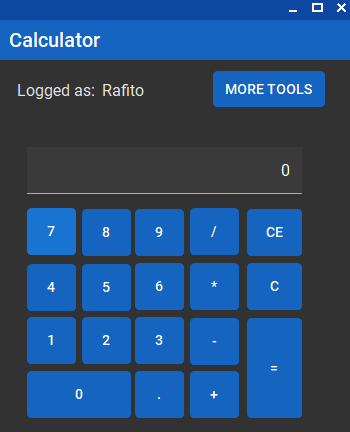 Calculator
Logged as: Rafito
MORE TOOLS
0
7 8 9 / CE
4 5 6 * C
1 2 3 -
=
0 . +